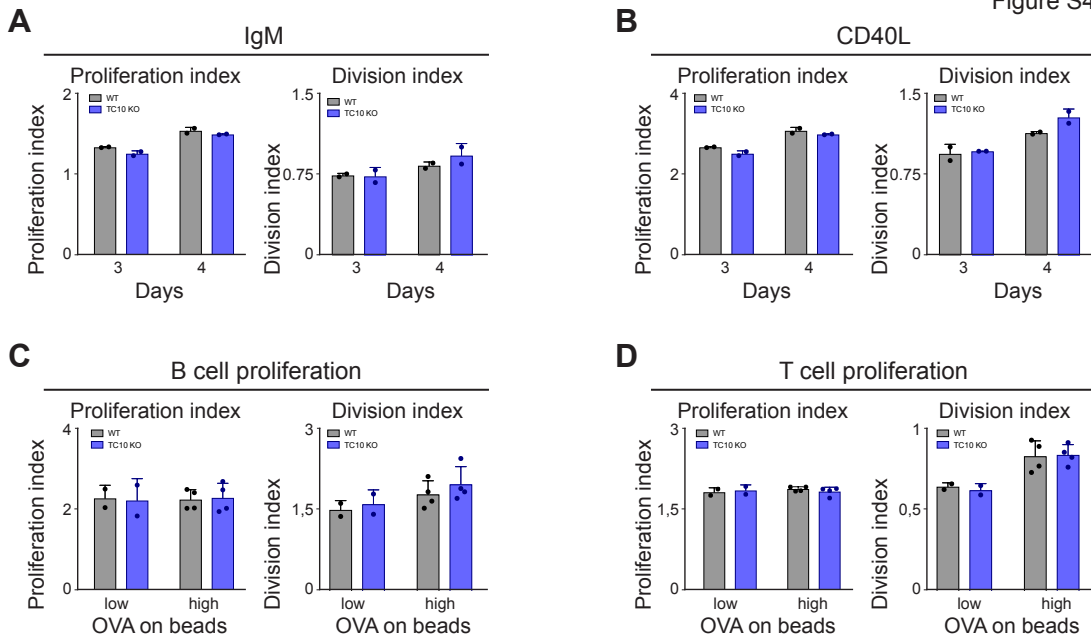 Figure S4
A
IgM
Proliferation index
Proliferation index
2
1
0
WT
TC10 KO
3
4
Days
Division index
Division index
1.5
0.75
0
WT
TC10 KO
3
4
Days
B
CD40L
Proliferation index
Proliferation index
4
2
0
WT
TC10 KO
3
4
Days
Division index
Division index
1.5
0.75
0
WT
TC10 KO
3
4
Days
C
B cell proliferation
Proliferation index
Proliferation index
4
2
0
WT
TC10 KO
low
high
OVA on beads
Division index
Division index
3
1.5
0
WT
TC10 KO
low
high
OVA on beads
D
T cell proliferation
Proliferation index
Proliferation index
3
1,5
0
WT
TC10 KO
low
high
OVA on beads
Division index
Division index
1
0,5
0
WT
TC10 KO
low
high
OVA on beads